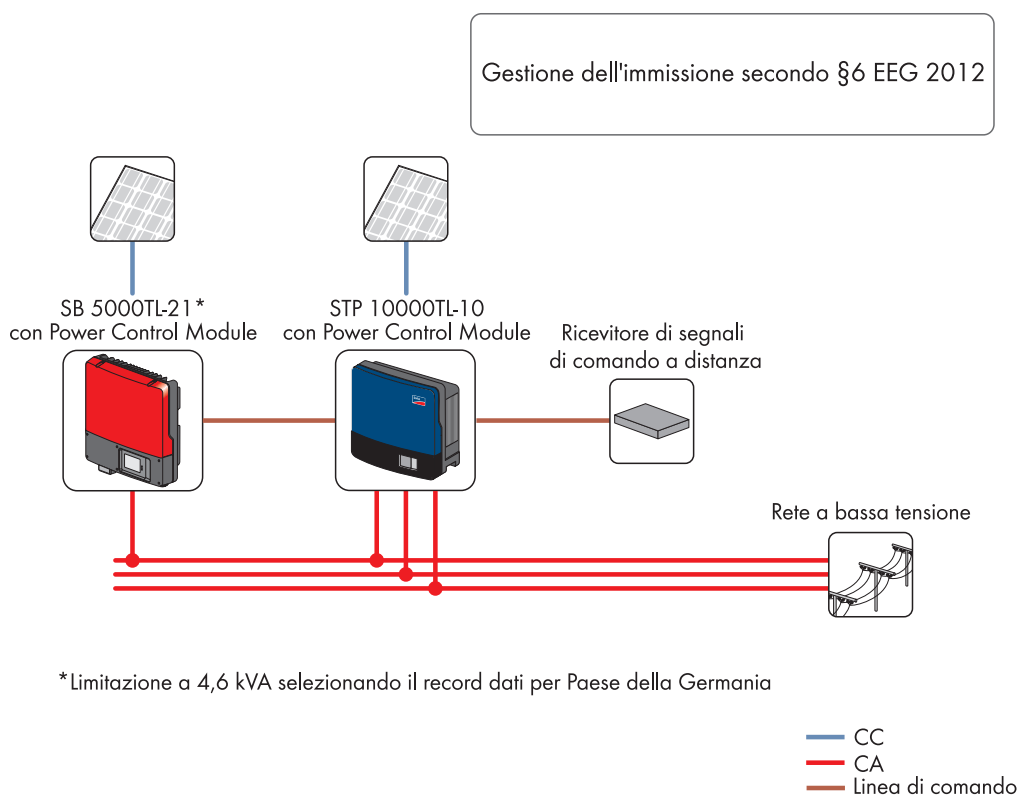 Gestione dell'immissione secondo §6 EEG 2012
SB 5000TL-21*
con Power Control Module
STP 10000TL-10
con Power Control Module
Ricevitore di segnali
di comando a distanza
Rete a bassa tensione
*Limitazione a 4,6 kVA selezionando il record dati per Paese della Germania
CC
CA
Linea di comando